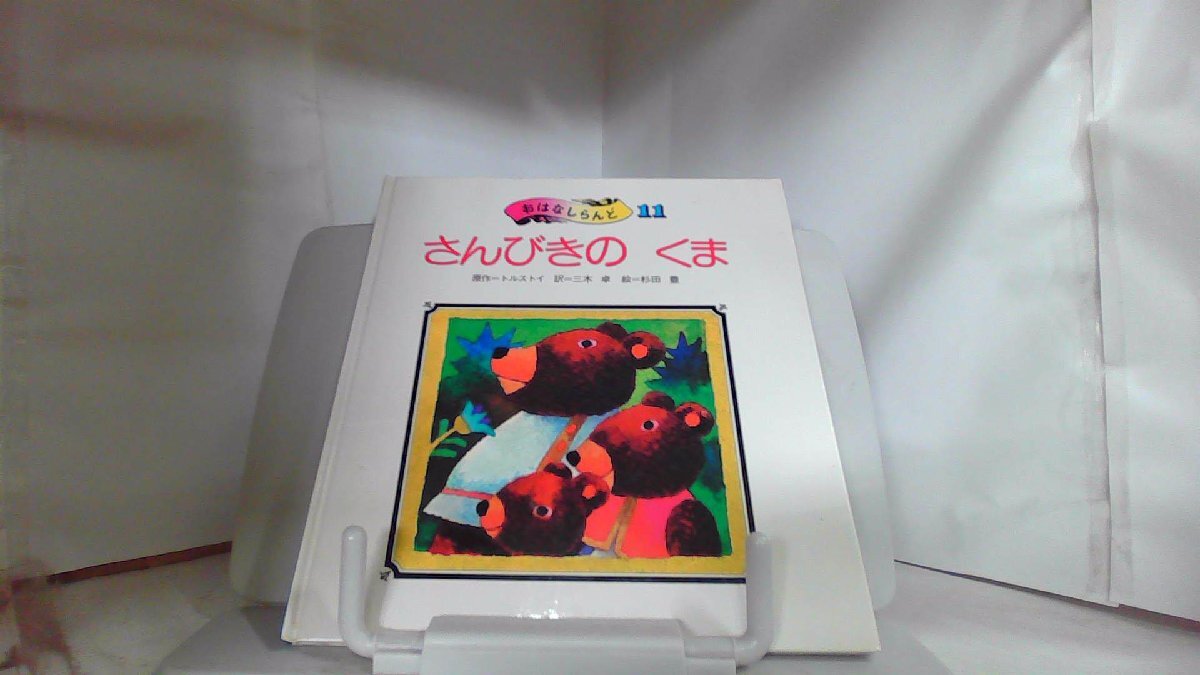 おはなしらんど 11
さんびきの くま
原作=トルストイ 訳=三木 卓 絵=杉田 豊